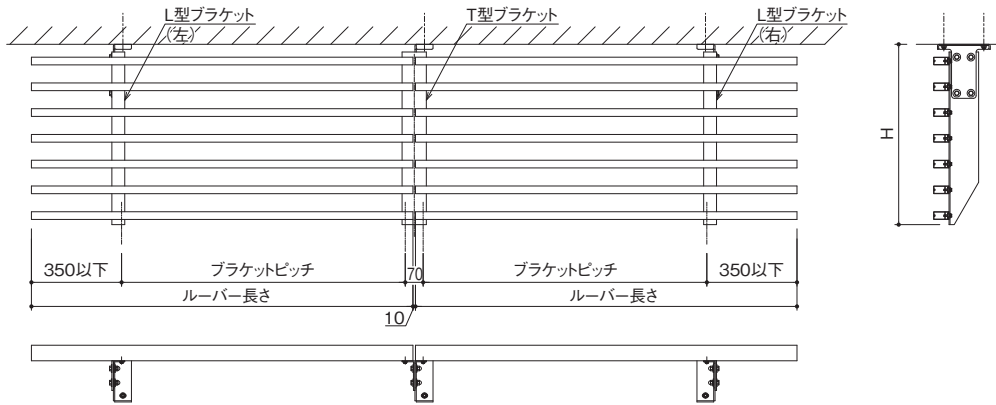 L型ブラケット
(左)
T型ブラケット
L型ブラケット
(右)
H
350以下
ブラケットピッチ
70
ブラケットピッチ
350以下
ルーバー長さ
ルーバー長さ
10